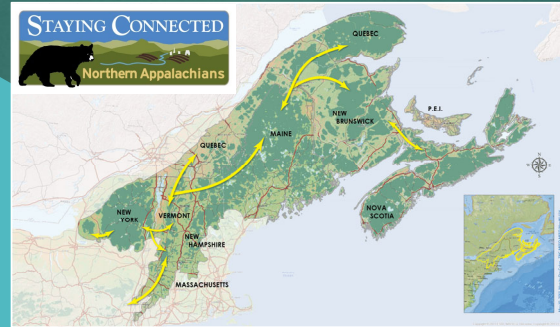 STAYING CONNECTED
Northern Appalachians
QUEBEC
P.E.I.
NEW
BRUNSWICK
MAINE
QUEBEC
NEW
YORK
VERMONT
NOVA
SCOTIA
NEW
HAMPSHIRE
MASSACHUSETTS